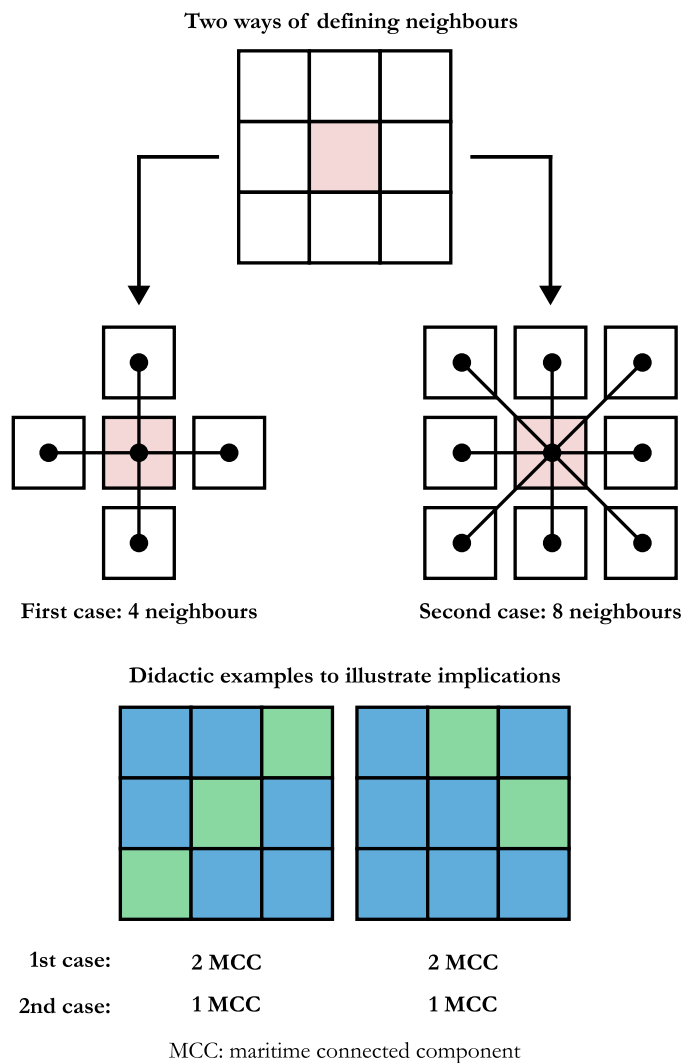 Two ways of defining neighbours
First case: 4 neighbours
Second case: 8 neighbours
Didactic examples to illustrate implications
1st case: 2 MCC 2 MCC
2nd case: 1 MCC 1 MCC
MCC: maritime connected component